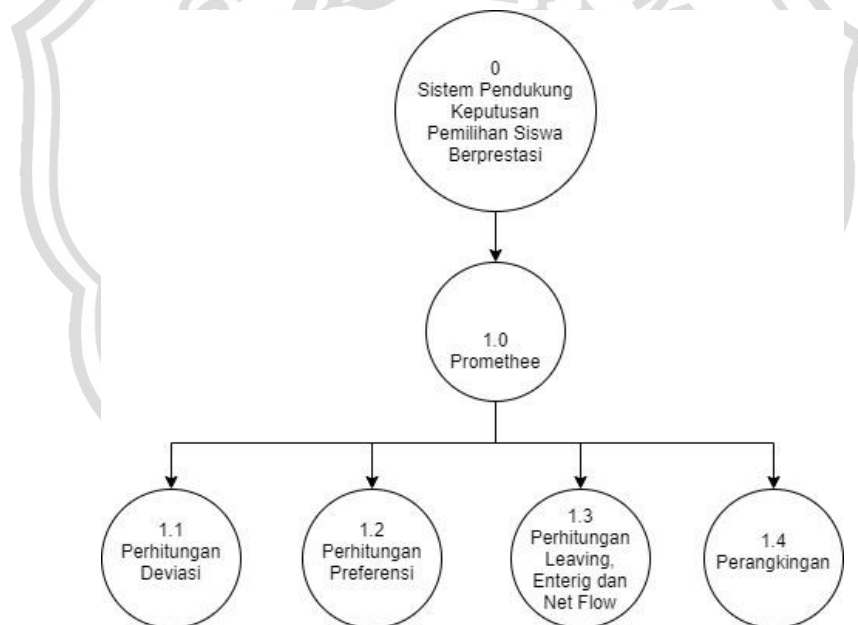 0
Sistem Pendukung
Keputusan
Pemilihan Siswa
Berprestasi
1.0
Promethee
1.1
Perhitungan
Deviasi
1.2
Perhitungan
Preferensi
1.3
Perhitungan
Leaving,
Enterig dan
Net Flow
1.4
Perangkingan